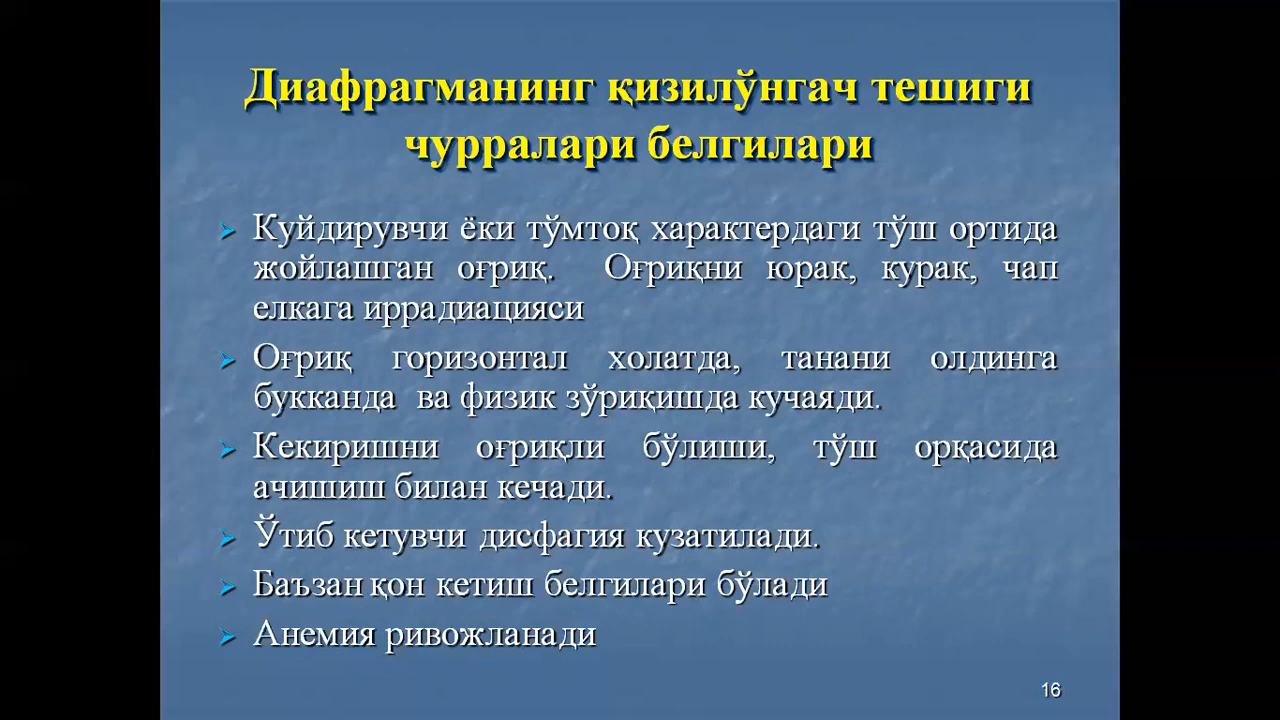 Диафрагманинг қизилўнгач тешиги
чурралари белгилари
Куйдирувчи ёки тўмтоқ характердаги тўш ортида
жойлашган оғриқ. Оғриқни юрак, курак, чап
елкага иррадиацияси
Оғриқ горизонтал холатда, танани олдинга
букканда ва физик зўриқишда кучаяди.
Кекиришни оғриқли бўлиши, тўш орқасида
ачишиш билан кечади.
Ўтиб кетувчи дисфагия кузатилади.
Баъзан қон кетиш белгилари бўлади
Анемия ривожланади
16